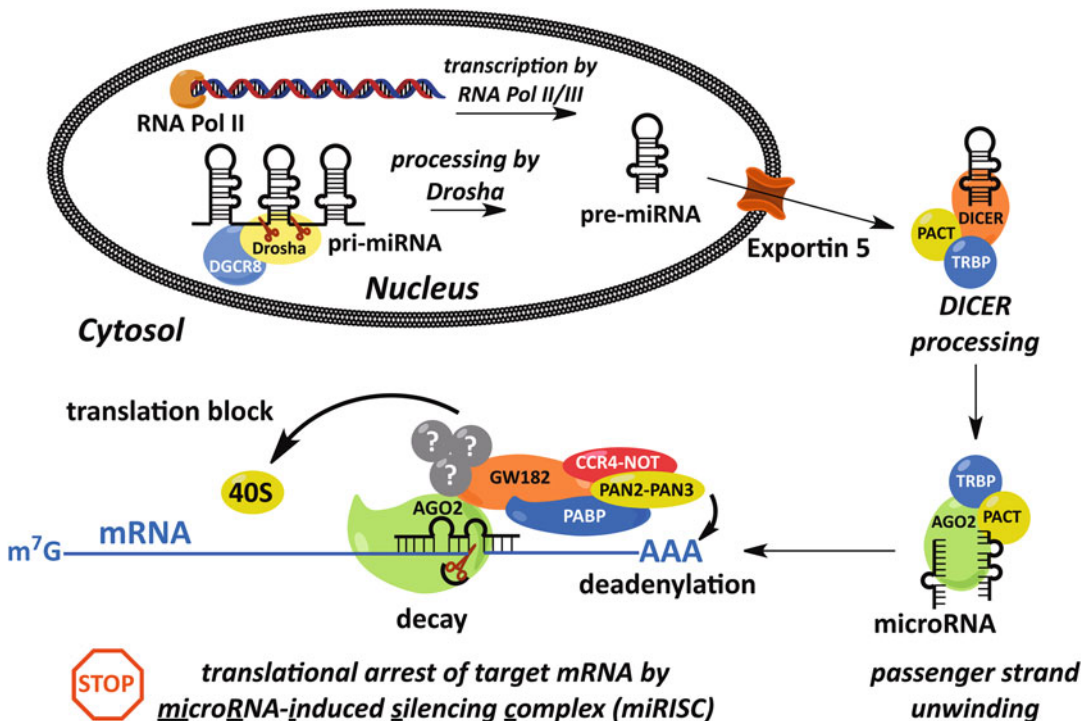 transcription by
RNA Pol II/III
RNA Pol II
processing by
Drosha
pre-miRNA
Drosha
pri-miRNA
DGCR8
Nucleus
Exportin 5
DICER
PACT
TRBP
Cytosol
DICER
processing
translation block
?
?
?
CCR4-NOT
GW182
PAN2-PAN3
40S
AGO2
PABP
TRBP
AGO2
PACT
mRNA
m⁷G
AAA
deadenylation
decay
microRNA
STOP
translational arrest of target mRNA by
microRNA-induced silencing complex (miRISC)
passenger strand
unwinding